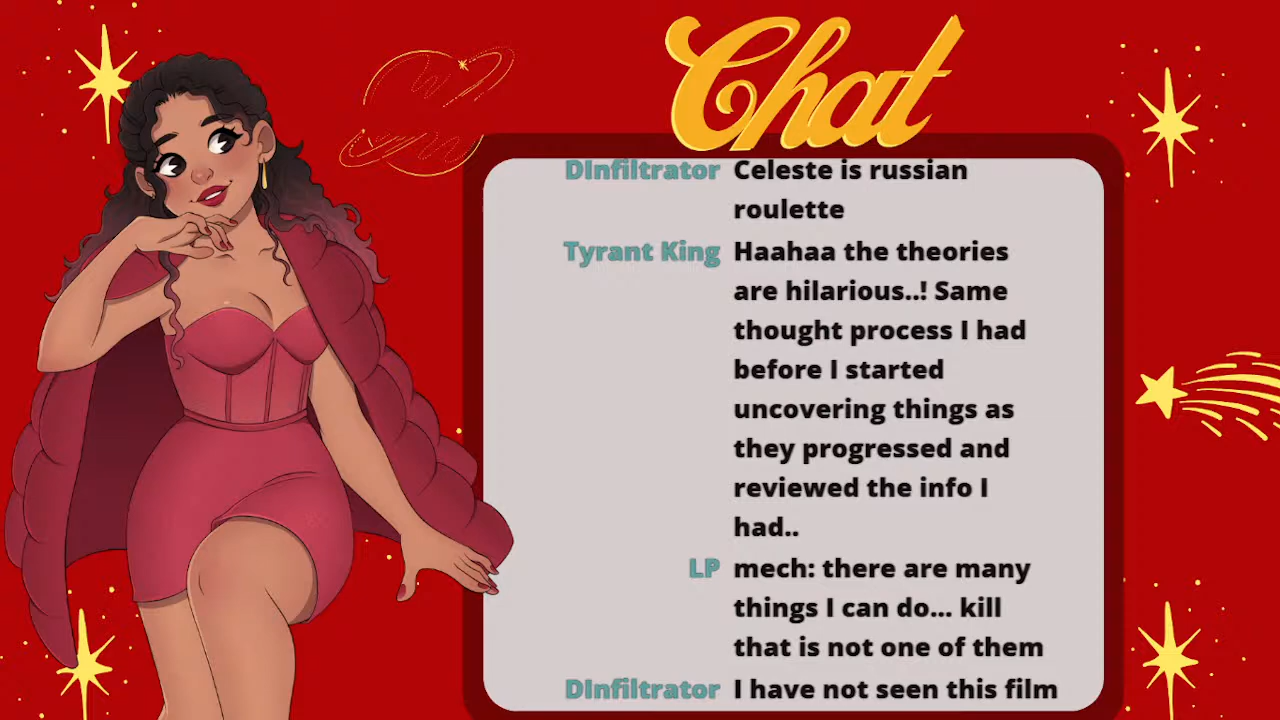 Chat
DInfiltrator Celeste is russian
roulette
Tyrant King Haahaa the theories
are hilarious..! Same
thought process I had
before I started
uncovering things as
they progressed and
reviewed the info I
had..
LP mech: there are many
things I can do... kill
that is not one of them
DInfiltrator I have not seen this film